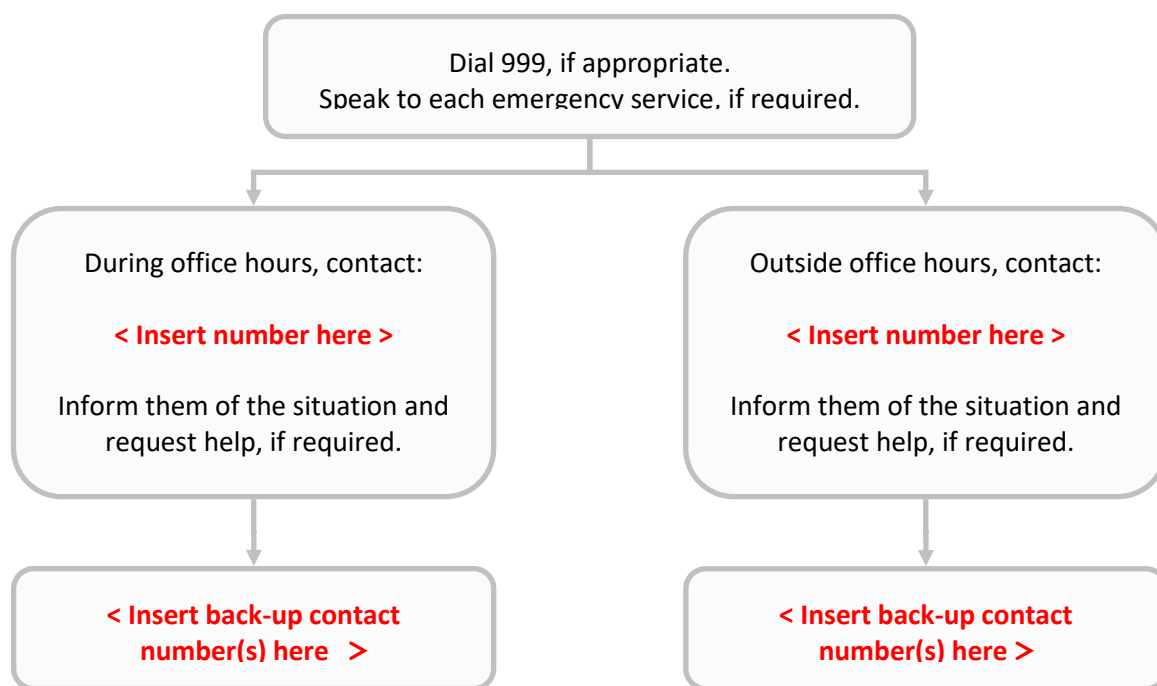 Dial 999, if appropriate.
Speak to each emergency service, if required.
During office hours, contact:
< Insert number here >
Inform them of the situation and
request help, if required.
Outside office hours, contact:
< Insert number here >
Inform them of the situation and
request help, if required.
< Insert back-up contact
number(s) here >
< Insert back-up contact
number(s) here >